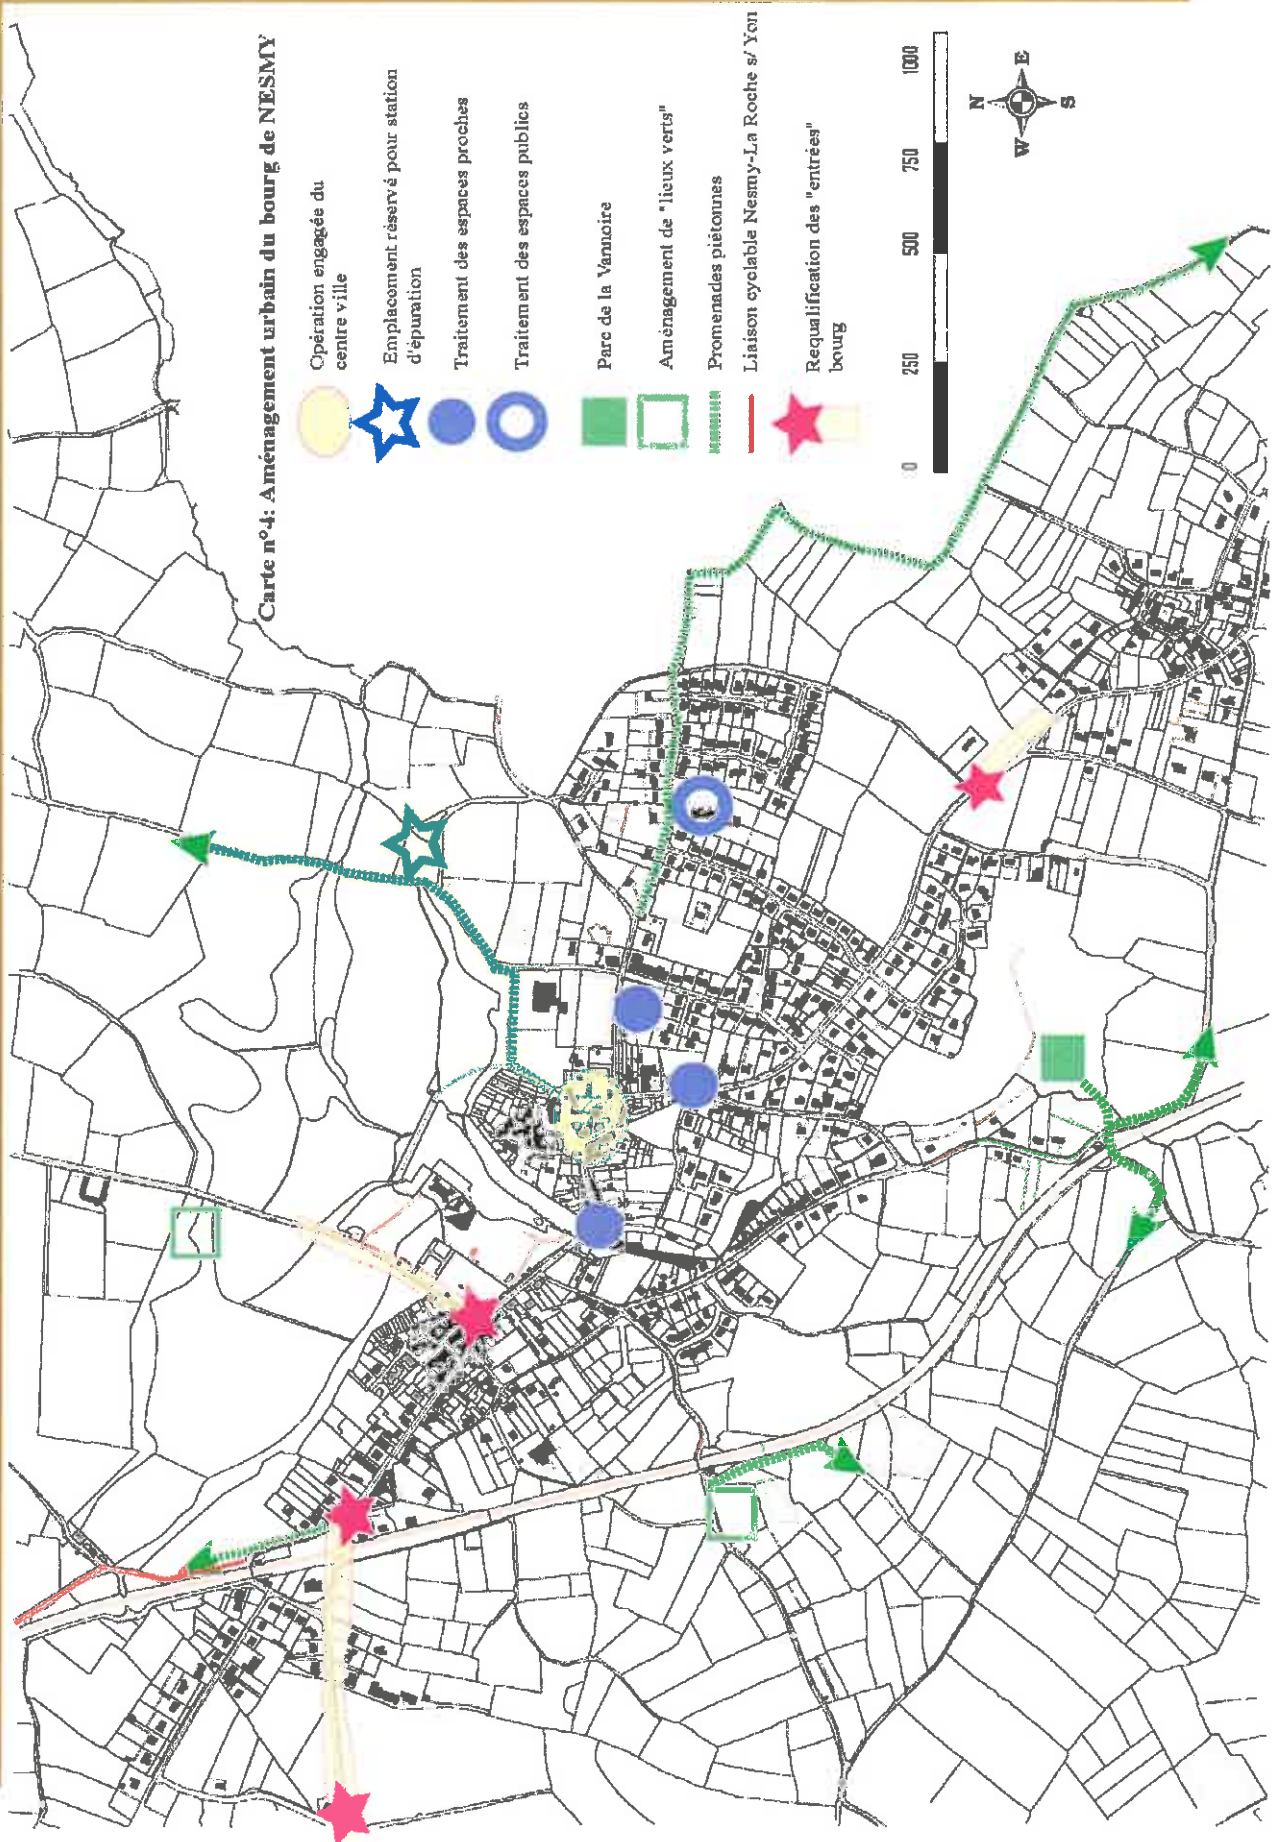 Carte n°4: Aménagement urbain du bourg de NESMY
Opération engagée du
centre ville
Emplacement réservé pour station
d'épuration
Traitement des espaces proches
Traitement des espaces publics
Parc de la Vannoire
Aménagement de "lieux verts"
Promenades piétonnes
Liaison cyclable Nesmy-La Roche s/ Yon
Requalification des "entrées"
bourg
0 250 500 750 1000
N
W E
S